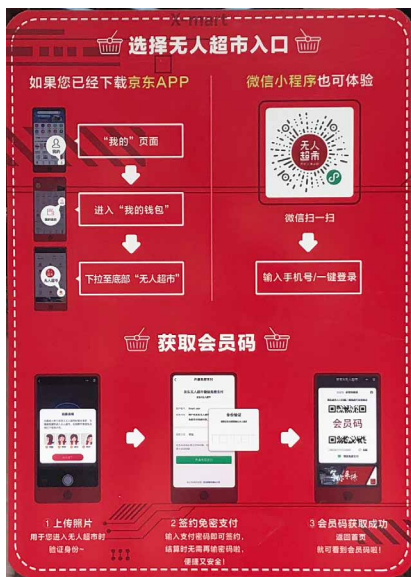 X-mart
选择无人超市入口
如果您已经下载京东APP
微信小程序也可体验
"我的"页面
无人超市
进入"我的钱包"
微信扫一扫
下拉至底部"无人超市"
输入手机号/一键登录
获取会员码
会员码
1 上传照片
用于您进入无人超市时
验证身份~
2 签约免密支付
输入支付密码即可签约,
结算时无需再输密码啦,
便捷又安全!
3 会员码获取成功
返回首页
就可看到会员码啦!